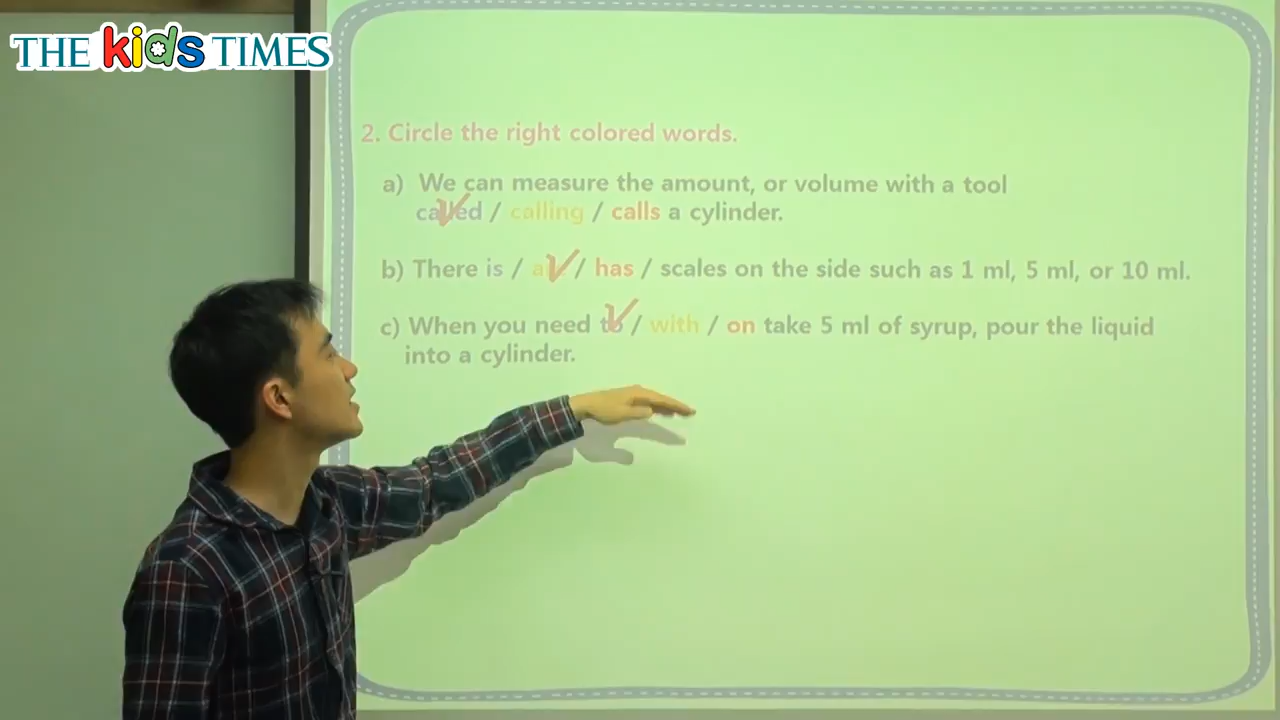 THE kids TIMES
2. Circle the right colored words.
a) We can measure the amount, or volume with a tool
called / calling / calls a cylinder.
b) There is / / has / scales on the side such as 1 ml, 5 ml, or 10 ml.
c) When you need to / with / on take 5 ml of syrup, pour the liquid
into a cylinder.